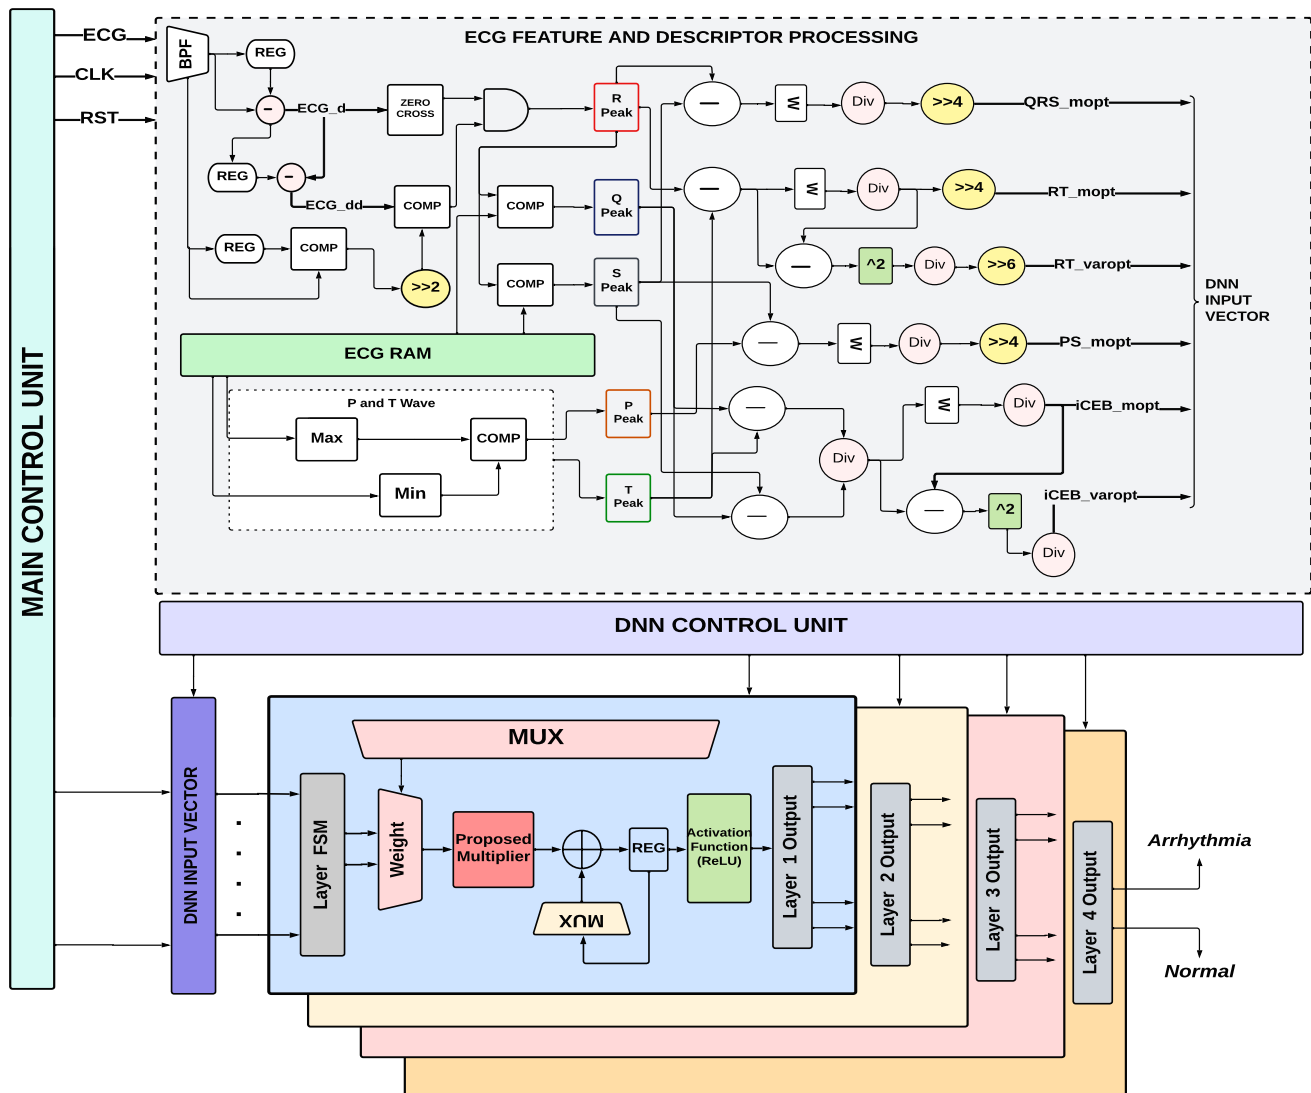 ECG
CLK
RST
MAIN CONTROL UNIT
ECG FEATURE AND DESCRIPTOR PROCESSING
BPF
REG
−
ECG_d
ZERO
CROSS
REG
−
ECG_dd
COMP
REG
COMP
>>2
COMP
COMP
R
Peak
Q
Peak
S
Peak
ECG RAM
P and T Wave
Max
COMP
Min
P
Peak
T
Peak
—
W
Div
>>4
QRS_mopt
—
W
Div
>>4
RT_mopt
—
^2
Div
>>6
RT_varopt
—
W
Div
>>4
PS_mopt
—
Div
W
Div
iCEB_mopt
—
—
^2
Div
iCEB_varopt
DNN
INPUT
VECTOR
DNN CONTROL UNIT
DNN INPUT VECTOR
MUX
Layer FSM
Weight
Proposed
Multiplier
REG
MUX
Activation
Function
(ReLU)
Layer 1 Output
Layer 2 Output
Layer 3 Output
Layer 4 Output
Arrhythmia
Normal